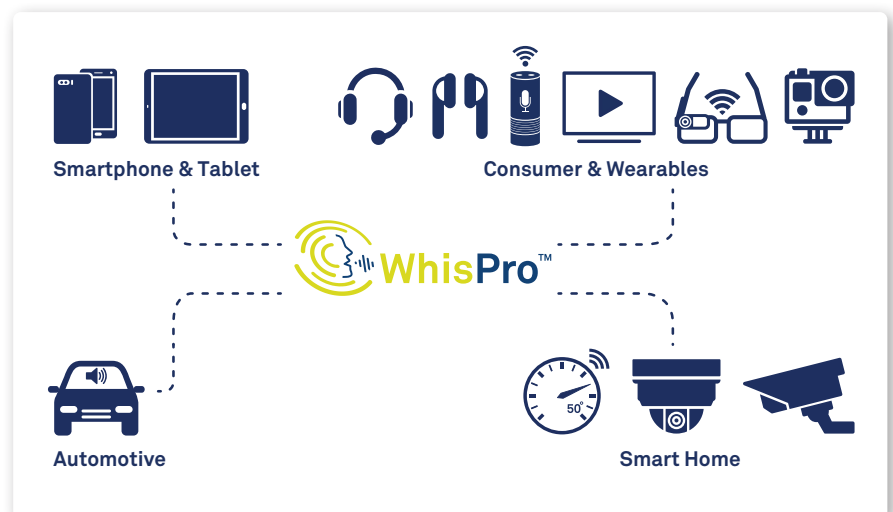 Smartphone & Tablet
Consumer & Wearables
WhisPro™
50°
Automotive
Smart Home